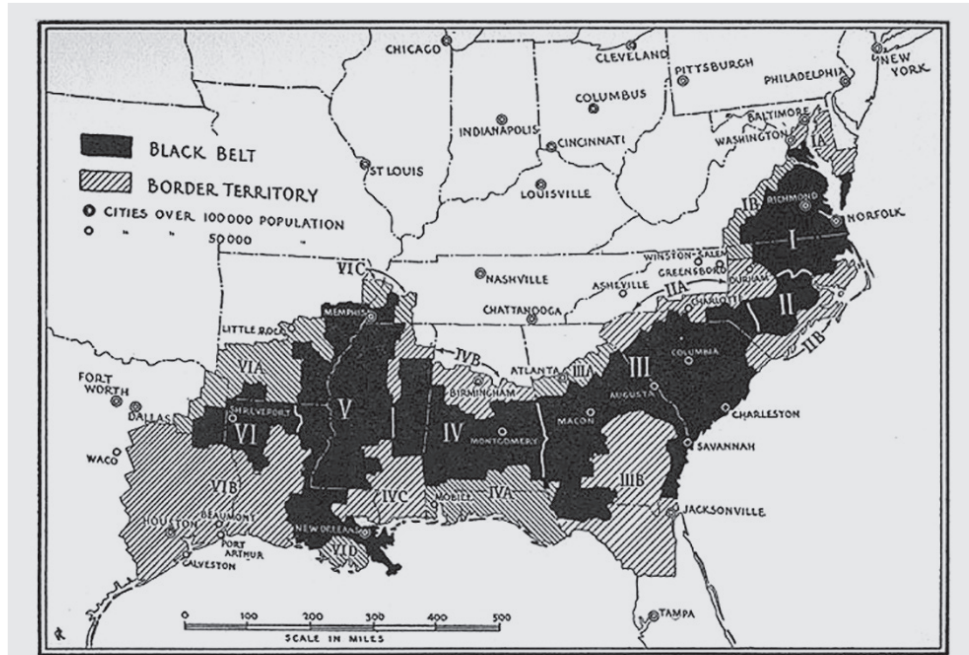 CHICAGO
CLEVELAND
PITTSBURGH
NEW YORK
PHILADELPHIA
COLUMBUS
INDIANAPOLIS
CINCINNATI
BALTIMORE
WASHINGTON
IA
BLACK BELT
ST LOUIS
LOUISVILLE
BORDER TERRITORY
CITIES OVER 100000 POPULATION
" " 50000 "
IB
RICHMOND
NORFOLK
I
WINSTON-SALEM
GREENSBORO
DURHAM
VIC
NASHVILLE
ASHEVILLE
IIA
CHARLOTT
II
IIB
MEMPHIS
CHATTANOOGA
LITTLE ROCK
IVB
ATLANTA
IIIA
III
COLUMBIA
VIA
BIRMINGHAM
AUGUSTA
FORT WORTH
DALLAS
SHREVEPORT
VI
V
IV
MONTGOMERY
MACON
CHARLESTON
SAVANNAH
WACO
VIB
IVC
MOBILE
IVA
IIIB
JACKSONVILLE
HOUSTON
BEAUMONT
PORT ARTHUR
GALVESTON
NEW ORLEANS
VID
TAMPA
0 100 200 300 400 500
SCALE IN MILES